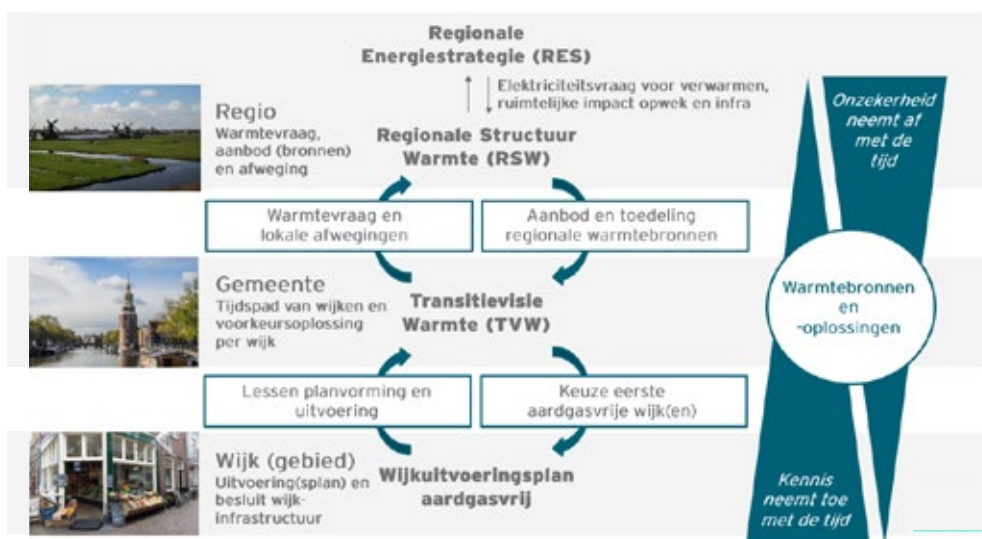 Regionale
Energiestrategie (RES)
Elektriciteitsvraag voor verwarmen,
ruimtelijke impact opwek en infra
Regio
Warmtevraag,
aanbod (bronnen)
en afweging
Regionale Structuur
Warmte (RSW)
Onzekerheid
neemt af
met de
tijd
Warmtevraag en
lokale afwegingen
Aanbod en toedeling
regionale warmtebronnen
Gemeente
Tijdspad van wijken en
voorkeursoplossing
per wijk
Transitievisie
Warmte (TVW)
Warmtebronnen
en
-oplossingen
Lessen planvorming en
uitvoering
Keuze eerste
aardgasvrije wijk(en)
Wijk (gebied)
Uitvoering(splan) en
besluit wijk-
infrastructuur
Wijkuitvoeringsplan
aardgasvrij
Kennis
neemt toe
met de tijd